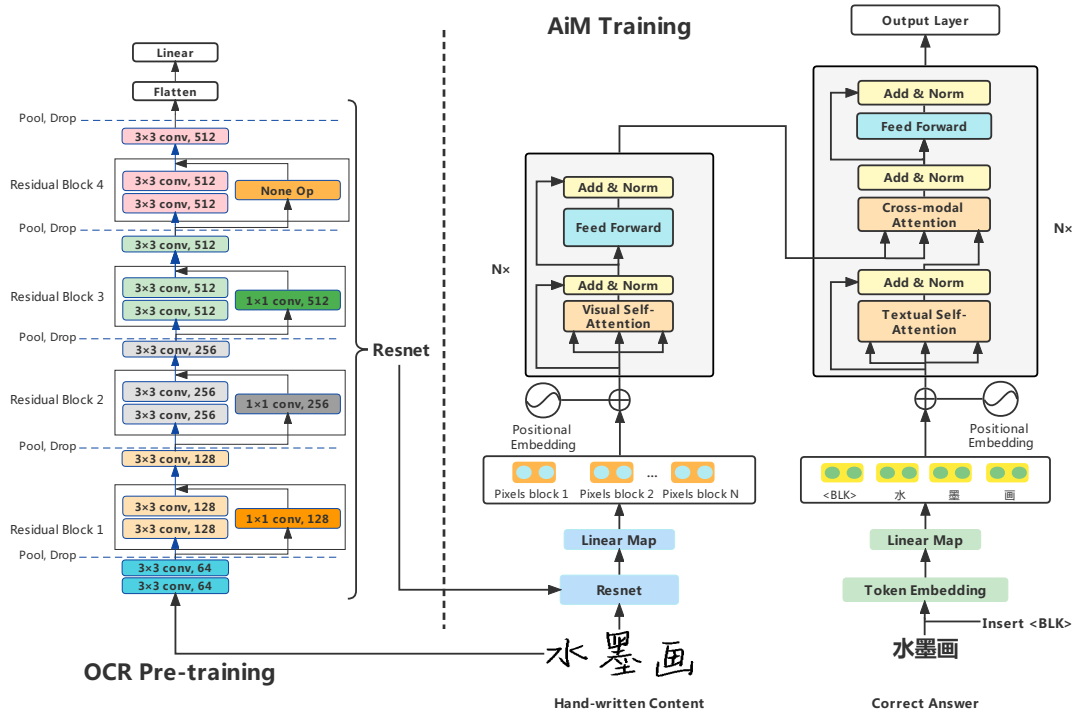 AiM Training
Linear
Flatten
Pool, Drop
3×3 conv, 512
Residual Block 4
3×3 conv, 512
3×3 conv, 512
None Op
Pool, Drop
3×3 conv, 512
Residual Block 3
3×3 conv, 512
3×3 conv, 512
1×1 conv, 512
Pool, Drop
3×3 conv, 256
Residual Block 2
3×3 conv, 256
3×3 conv, 256
1×1 conv, 256
Pool, Drop
3×3 conv, 128
Residual Block 1
3×3 conv, 128
3×3 conv, 128
1×1 conv, 128
Pool, Drop
3×3 conv, 64
3×3 conv, 64
Resnet
OCR Pre-training
Add & Norm
Feed Forward
N×
Add & Norm
Visual Self-
Attention
Positional
Embedding
Pixels block 1
Pixels block 2
...
Pixels block N
Linear Map
Resnet
水墨画
Hand-written Content
Output Layer
Add & Norm
Feed Forward
Add & Norm
Cross-modal
Attention
N×
Add & Norm
Textual Self-
Attention
Positional
Embedding
<BLK>
水
墨
画
Linear Map
Token Embedding
Insert <BLK>
水墨画
Correct Answer